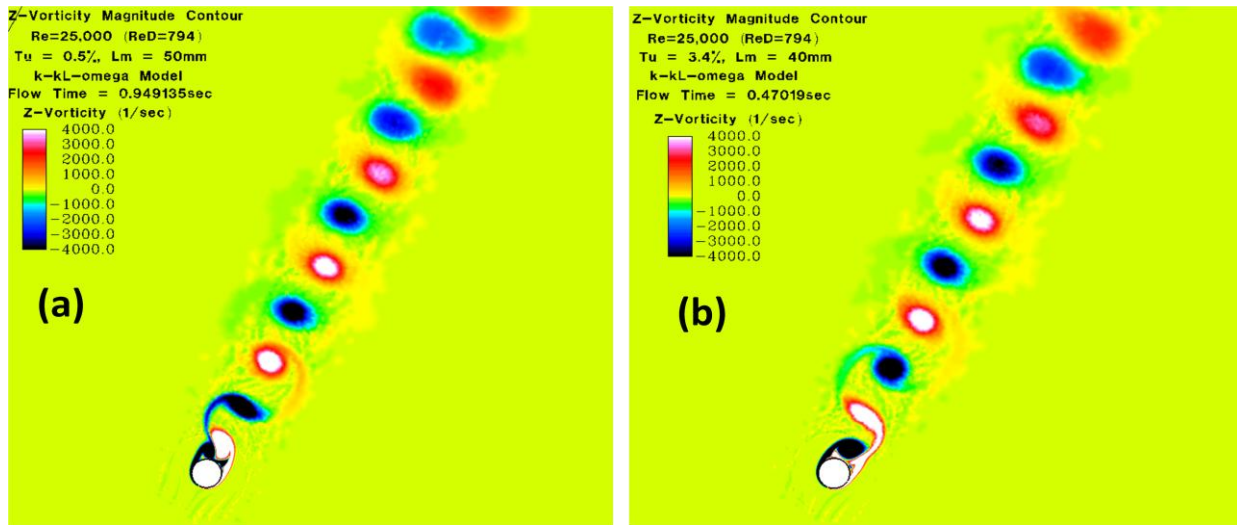 Z-Vorticity Magnitude Contour
Re=25,000 (ReD=794)
Tu = 0.5%, Lm = 50mm
k-kL-omega Model
Flow Time = 0.949135sec
Z-Vorticity (1/sec)
4000.0
3000.0
2000.0
1000.0
0.0
-1000.0
-2000.0
-3000.0
-4000.0
(a)
Z-Vorticity Magnitude Contour
Re=25,000 (ReD=794)
Tu = 3.4%, Lm = 40mm
k-kL-omega Model
Flow Time = 0.47019sec
Z-Vorticity (1/sec)
4000.0
3000.0
2000.0
1000.0
0.0
-1000.0
-2000.0
-3000.0
-4000.0
(b)